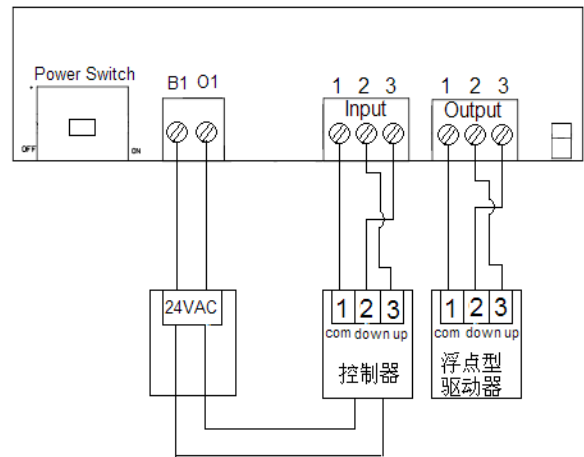 Power Switch
OFF
ON
B1 O1
1 2 3
Input
1 2 3
Output
24VAC
1 2 3
com down up
控制器
1 2 3
com down up
浮点型
驱动器